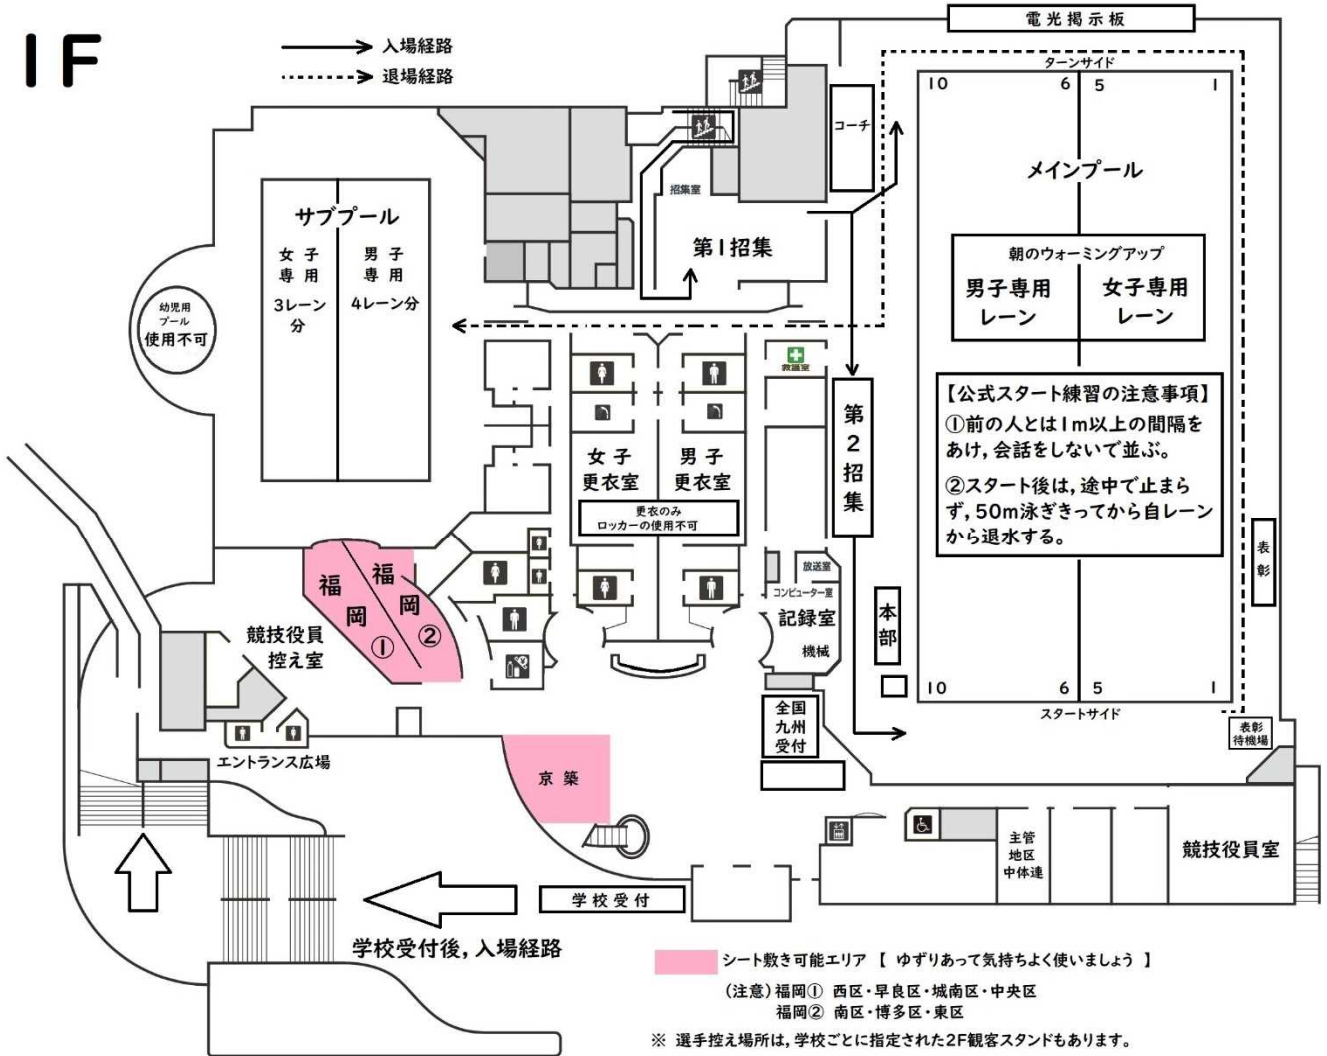 1F
入場経路
退場経路
電光掲示板
ターンサイド
10 6 5 1
コーチ
メインプール
招集室
第1招集
サブプール
女子
専用
3レーン
分
男子
専用
4レーン分
幼児用
プール
使用不可
朝のウォーミングアップ
男子専用
レーン
女子専用
レーン
救護室
【公式スタート練習の注意事項】
①前の人とは1m以上の間隔を
あけ,会話をしないで並ぶ。
②スタート後は,途中で止まら
ず,50m泳ぎきってから自レーン
から退水する。
第2招集
女子
更衣室
男子
更衣室
更衣のみ
ロッカーの使用不可
表彰
放送室
コンピューター室
記録室
機械
本部
福岡①
福岡②
競技役員
控え室
10 6 5 1
スタートサイド
全国
九州
受付
表彰
待機場
エントランス広場
京築
主管
地区
中体連
競技役員室
学校受付
学校受付後,入場経路
シート敷き可能エリア 【 ゆずりあって気持ちよく使いましょう 】
(注意)福岡① 西区・早良区・城南区・中央区
福岡② 南区・博多区・東区
※ 選手控え場所は,学校ごとに指定された2F観客スタンドもあります。